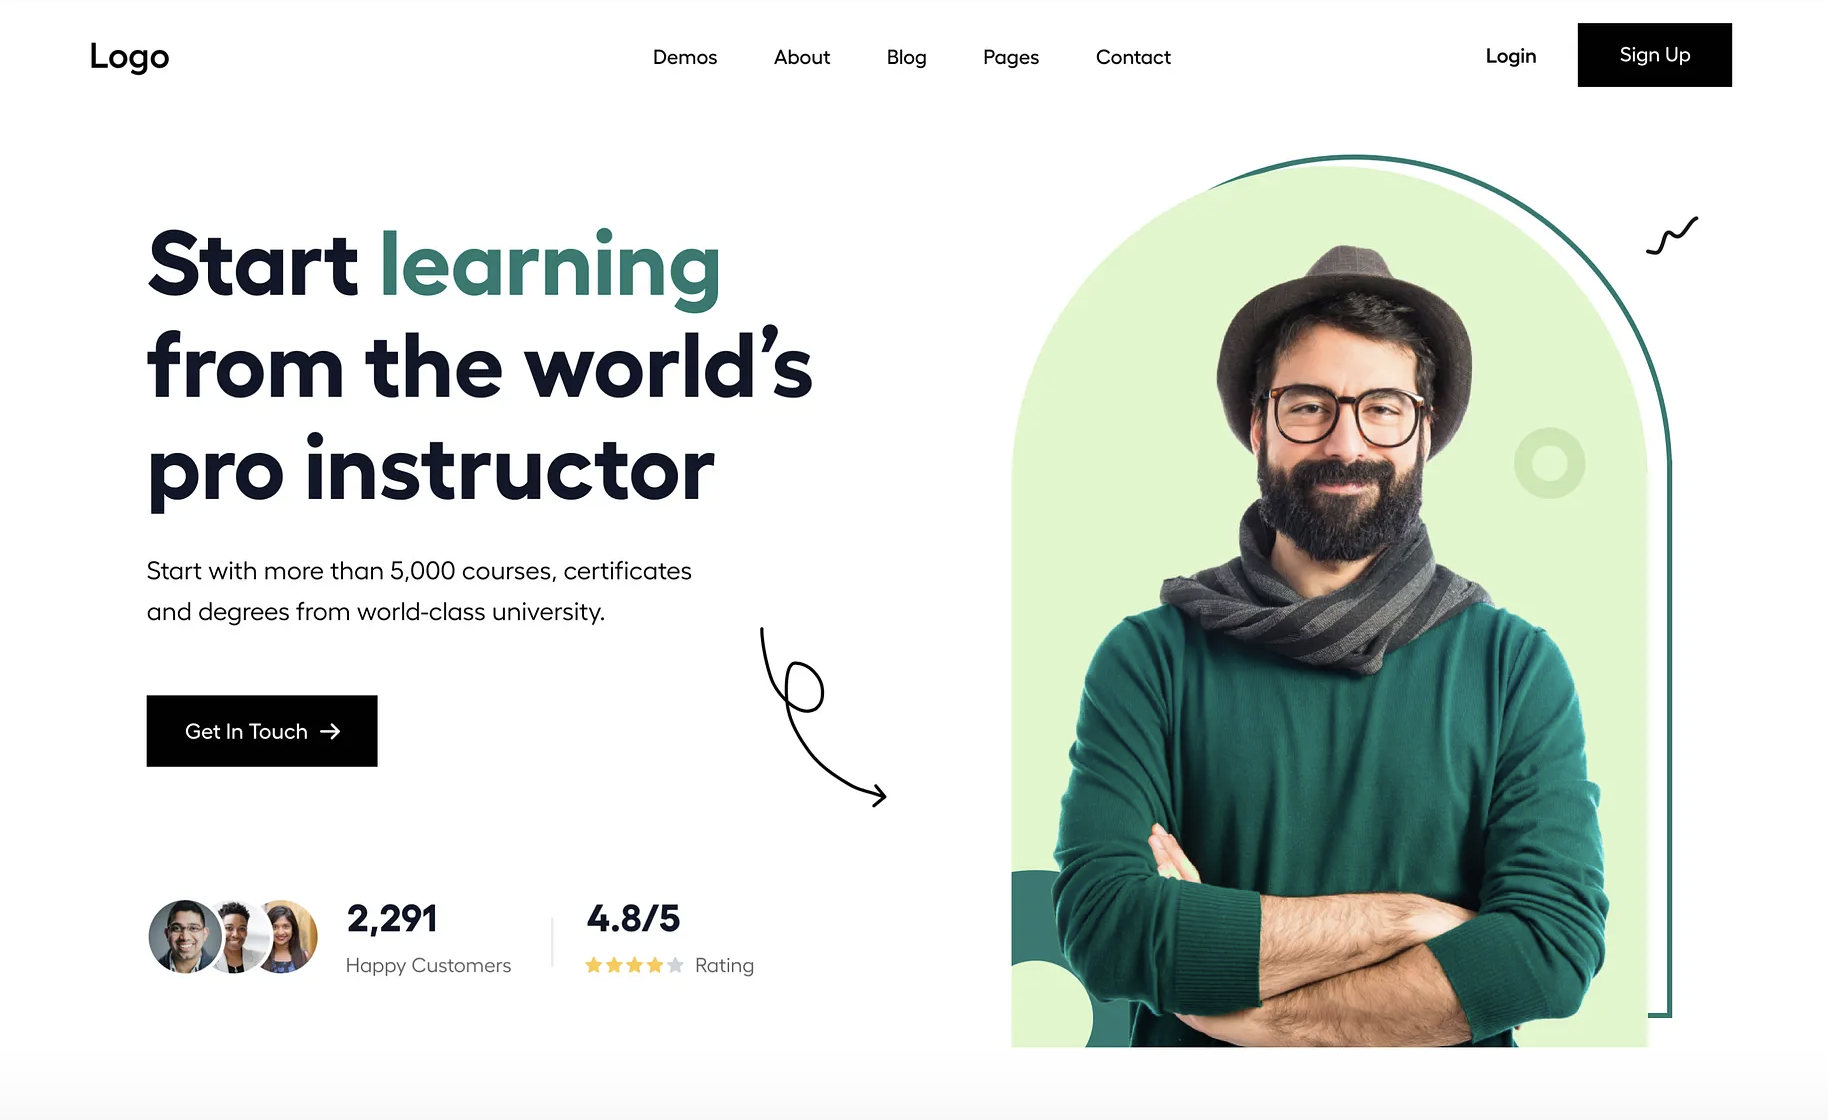 Logo
Demos
About
Blog
Pages
Contact
Login
Sign Up
Start learning
from the world’s
pro instructor
Start with more than 5,000 courses, certificates
and degrees from world-class university.
Get In Touch →
2,291
Happy Customers
4.8/5
Rating